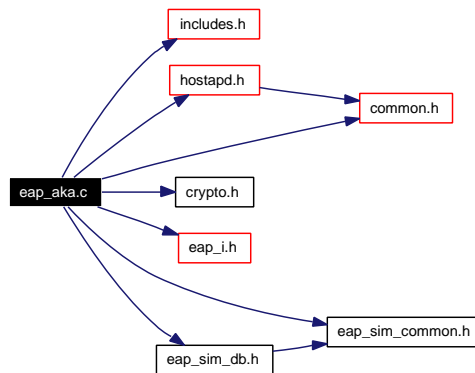 includes.h
hostapd.h
common.h
eap_aka.c
crypto.h
eap_i.h
eap_sim_common.h
eap_sim_db.h